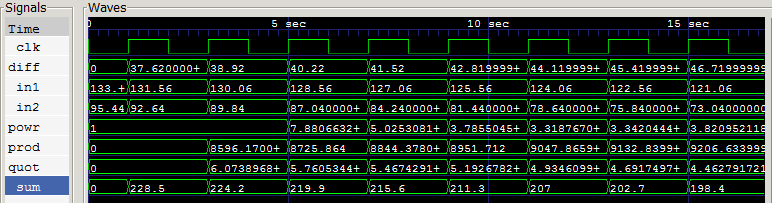 Signals Waves
Time 0 5 sec 10 sec 15 sec
clk
diff 0 37.620000+ 38.92 40.22 41.52 42.819999+ 44.119999+ 45.419999+ 46.71999999
in1 133.+ 131.56 130.06 128.56 127.06 125.56 124.06 122.56 121.06
in2 95.44 92.64 89.84 87.040000+ 84.240000+ 81.440000+ 78.640000+ 75.840000+ 73.04000000
powr 1 7.8806632+ 5.0253081+ 3.7855045+ 3.3187670+ 3.3420444+ 3.820952118
prod 0 8596.1700+ 8725.864 8844.3780+ 8951.712 9047.8659+ 9132.8399+ 9206.633999
quot 0 6.0738968+ 5.7605344+ 5.4674291+ 5.1926782+ 4.9346099+ 4.6917497+ 4.462791721
sum 0 228.5 224.2 219.9 215.6 211.3 207 202.7 198.4